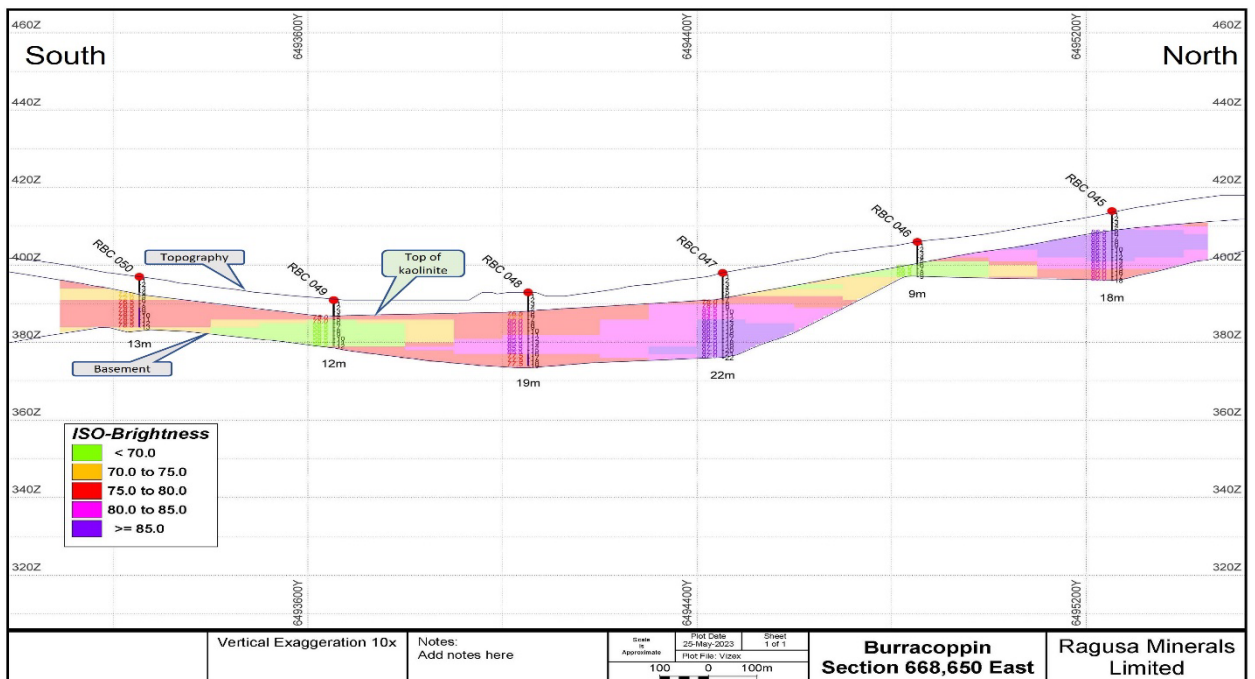 460Z
460Z
South
North
6493600Y
6494400Y
6495200Y
440Z
440Z
420Z
420Z
RBC 045
RBC 046
RBC 050
Topography
RBC 049
Top of
kaolinite
RBC 048
RBC 047
400Z
400Z
9m
18m
380Z
380Z
13m
Basement
12m
19m
22m
360Z
360Z
ISO-Brightness
< 70.0
70.0 to 75.0
75.0 to 80.0
80.0 to 85.0
>= 85.0
340Z
340Z
320Z
320Z
6493600Y
6494400Y
6495200Y
Vertical Exaggeration 10x
Notes:
Add notes here
Scale
is
Approximate
Plot Date
25-May-2023
Sheet
1 of 1
Plot File: Vizex
100 0 100m
Burracoppin
Section 668,650 East
Ragusa Minerals
Limited